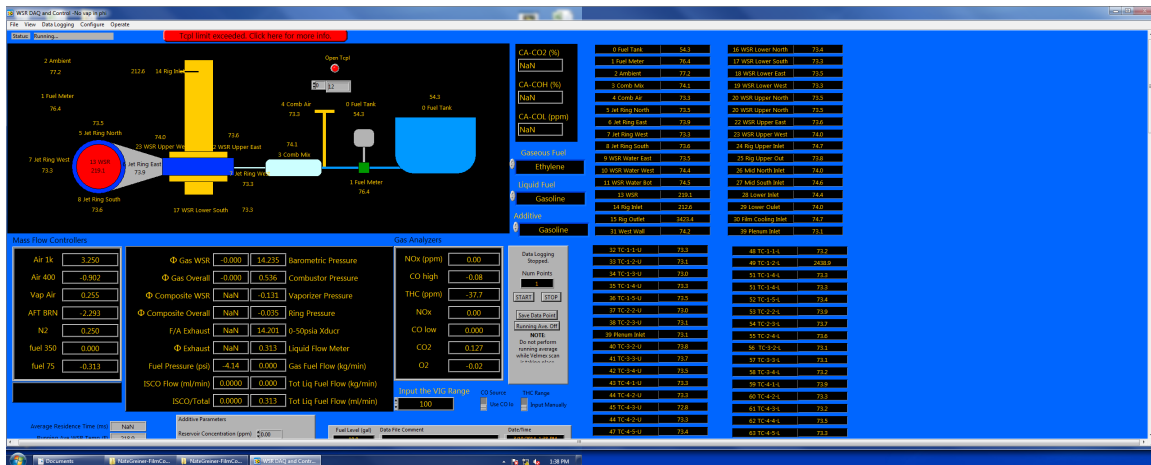 WSR DAQ and Control - No vap in phi
File View Data Logging Configure Operate
Status Running...
Tcpl limit exceeded. Click here for more info.
2 Ambient
77.2
212.6 14 Rig Inlet
1 Fuel Meter
76.4
Open Tcpl
0 12
4 Comb Air
73.3
0 Fuel Tank
54.3
54.3
0 Fuel Tank
73.5
5 Jet Ring North
74.0
23 WSR Upper West
73.6
2 WSR Upper East
74.1
3 Comb Mix
7 Jet Ring West
73.3
13 WSR
219.1
Jet Ring East
73.9
7 Jet Ring West
73.3
1 Fuel Meter
76.4
8 Jet Ring South
73.6
17 WSR Lower South 73.3
CA-CO2 (%)
NaN
CA-COH (%)
NaN
CA-COL (ppm)
NaN
Gaseous Fuel
Ethylene
Liquid Fuel
Gasoline
Additive
Gasoline
0 Fuel Tank 54.3
1 Fuel Meter 76.4
2 Ambient 77.2
3 Comb Mix 74.1
4 Comb Air 73.3
5 Jet Ring North 73.5
6 Jet Ring East 73.9
7 Jet Ring West 73.3
8 Jet Ring South 73.6
9 WSR Water East 73.5
10 WSR Water West 74.4
11 WSR Water Bot 74.5
13 WSR 219.1
14 Rig Inlet 212.6
15 Rig Outlet 3423.4
31 West Wall 74.2
16 WSR Lower North 73.4
17 WSR Lower South 73.3
18 WSR Lower East 73.5
19 WSR Lower West 73.3
20 WSR Upper North 73.5
20 WSR Upper North 73.5
22 WSR Upper East 73.6
23 WSR Upper West 74.0
24 Rig Upper Inlet 74.7
25 Rig Upper Out 73.8
26 Mid North Inlet 74.0
27 Mid South Inlet 74.6
28 Lower Inlet 74.4
29 Lower Oulet 74.0
30 Film Cooling Inlet 74.7
39 Plenum Inlet 73.1
Mass Flow Controllers
Air 1k 3.250
Air 400 -0.902
Vap Air 0.255
AFT BRN -2.293
N2 0.250
fuel 350 0.000
fuel 75 -0.313
Φ Gas WSR -0.000 14.235 Barometric Pressure
Φ Gas Overall -0.000 0.536 Combustor Pressure
Φ Composite WSR NaN -0.131 Vaporizer Pressure
Φ Composite Overall NaN -0.035 Ring Pressure
F/A Exhaust NaN 14.201 0-50psia Xducr
Φ Exhaust NaN 0.313 Liquid Flow Meter
Fuel Pressure (psi) -4.14 0.000 Gas Fuel Flow (kg/min)
ISCO Flow (ml/min) 0.0000 0.000 Tot Liq Fuel Flow (kg/min)
ISCO/Total 0.0000 0.313 Tot Liq Fuel Flow (g/min)
Gas Analyzers
NOx (ppm) 0.00
CO high -0.08
THC (ppm) -37.7
NOx 0.00
CO low 0.000
CO2 0.127
O2 -0.02
Data Logging
Stopped.
Num Points
1
START STOP
Save Data Point
Running Ave. Off
NOTE
Do not perform
running average
while Velmex scan
is taking place
Input the VIG Range
100
CO Source
Use CO lo
THC Range
Input Manually
32 TC-1-1-U 73.3
33 TC-1-2-U 73.1
34 TC-1-3-U 73.0
35 TC-1-4-U 73.3
36 TC-1-5-U 73.5
37 TC-2-2-U 73.0
38 TC-2-3-U 73.1
39 Plenum Inlet 73.1
40 TC-3-2-U 73.8
41 TC-3-3-U 73.7
42 TC-3-4-U 73.5
43 TC-4-1-U 73.3
44 TC-4-2-U 73.3
45 TC-4-3-U 72.8
44 TC-4-2-U 73.3
47 TC-4-5-U 73.4
48 TC-1-1-L 73.2
49 TC-1-2-L 2438.9
51 TC-1-4-L 73.3
51 TC-1-4-L 73.3
52 TC-1-5-L 73.4
53 TC-2-2-L 73.9
54 TC-2-3-L 73.7
55 TC-2-4-L 73.6
56 TC-3-2-L 73.1
57 TC-3-3-L 73.1
58 TC-3-4-L 73.2
59 TC-4-1-L 73.9
60 TC-4-2-L 73.3
61 TC-4-3-L 73.2
62 TC-4-4-L 73.5
63 TC-4-5-L 73.3
Average Residence Time (ms) NaN
Additive Parameters
Reservoir Concentration (ppm) 0.00
Fuel Level (gal) Data File Comment Date/Time
Documents
NateGreiner-FilmCo...
NateGreiner-FilmCo...
WSR DAQ and Contr...
1:38 PM